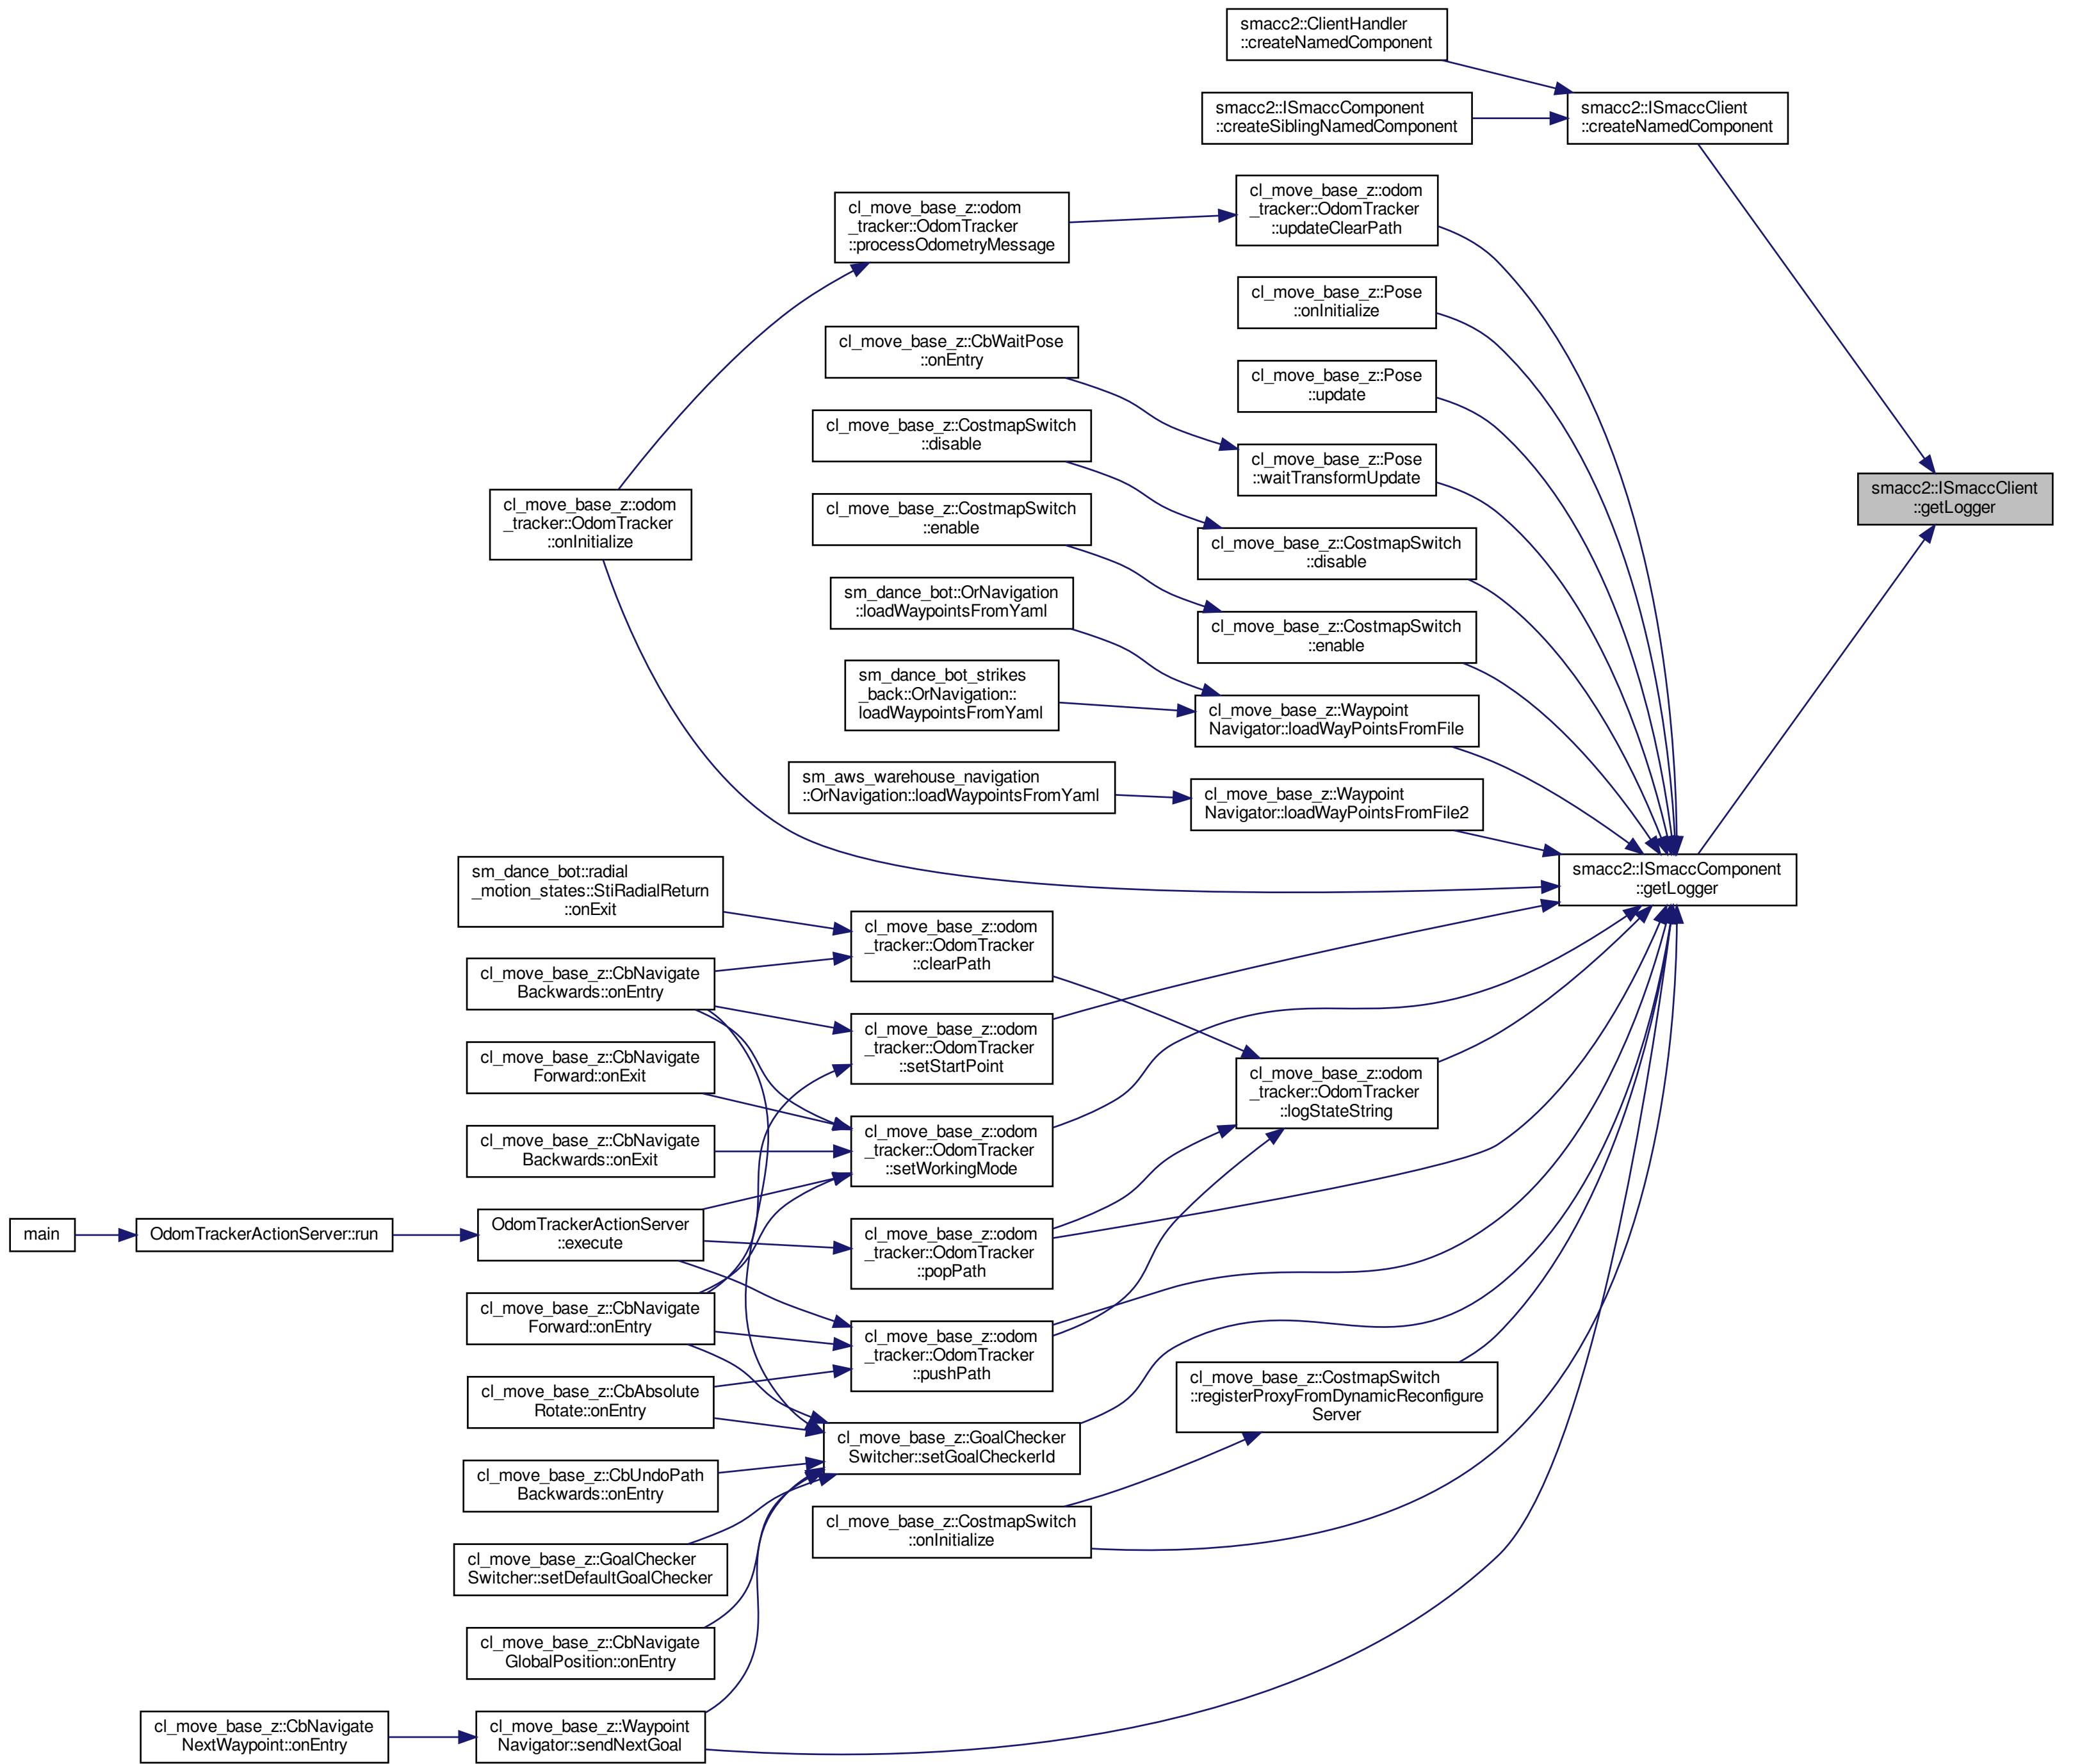 smacc2::ClientHandler
::createNamedComponent
smacc2::ISmaccComponent
::createSiblingNamedComponent
smacc2::ISmaccClient
::createNamedComponent
cl_move_base_z::odom
_tracker::OdomTracker
::processOdometryMessage
cl_move_base_z::odom
_tracker::OdomTracker
::updateClearPath
cl_move_base_z::Pose
::onInitialize
cl_move_base_z::CbWaitPose
::onEntry
cl_move_base_z::Pose
::update
cl_move_base_z::CostmapSwitch
::disable
cl_move_base_z::Pose
::waitTransformUpdate
smacc2::ISmaccClient
::getLogger
cl_move_base_z::odom
_tracker::OdomTracker
::onInitialize
cl_move_base_z::CostmapSwitch
::enable
cl_move_base_z::CostmapSwitch
::disable
sm_dance_bot::OrNavigation
::loadWaypointsFromYaml
cl_move_base_z::CostmapSwitch
::enable
sm_dance_bot_strikes
_back::OrNavigation::
loadWaypointsFromYaml
cl_move_base_z::Waypoint
Navigator::loadWayPointsFromFile
sm_aws_warehouse_navigation
::OrNavigation::loadWaypointsFromYaml
cl_move_base_z::Waypoint
Navigator::loadWayPointsFromFile2
smacc2::ISmaccComponent
::getLogger
sm_dance_bot::radial
_motion_states::StiRadialReturn
::onExit
cl_move_base_z::odom
_tracker::OdomTracker
::clearPath
cl_move_base_z::CbNavigate
Backwards::onEntry
cl_move_base_z::odom
_tracker::OdomTracker
::setStartPoint
cl_move_base_z::CbNavigate
Forward::onExit
cl_move_base_z::odom
_tracker::OdomTracker
::logStateString
cl_move_base_z::CbNavigate
Backwards::onExit
cl_move_base_z::odom
_tracker::OdomTracker
::setWorkingMode
main
OdomTrackerActionServer::run
OdomTrackerActionServer
::execute
cl_move_base_z::odom
_tracker::OdomTracker
::popPath
cl_move_base_z::CbNavigate
Forward::onEntry
cl_move_base_z::odom
_tracker::OdomTracker
::pushPath
cl_move_base_z::CbAbsolute
Rotate::onEntry
cl_move_base_z::CostmapSwitch
::registerProxyFromDynamicReconfigure
Server
cl_move_base_z::GoalChecker
Switcher::setGoalCheckerId
cl_move_base_z::CbUndoPath
Backwards::onEntry
cl_move_base_z::CostmapSwitch
::onInitialize
cl_move_base_z::GoalChecker
Switcher::setDefaultGoalChecker
cl_move_base_z::CbNavigate
GlobalPosition::onEntry
cl_move_base_z::CbNavigate
NextWaypoint::onEntry
cl_move_base_z::Waypoint
Navigator::sendNextGoal